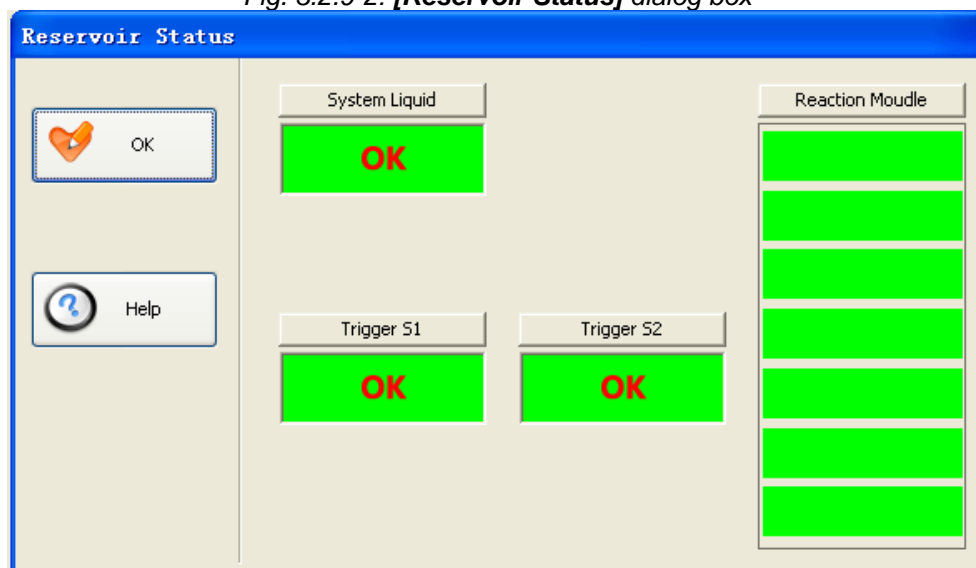 [Reservoir Status] dialog box
Reservoir Status
OK
Help
System Liquid
OK
Trigger S1
OK
Trigger S2
OK
Reaction Moudle